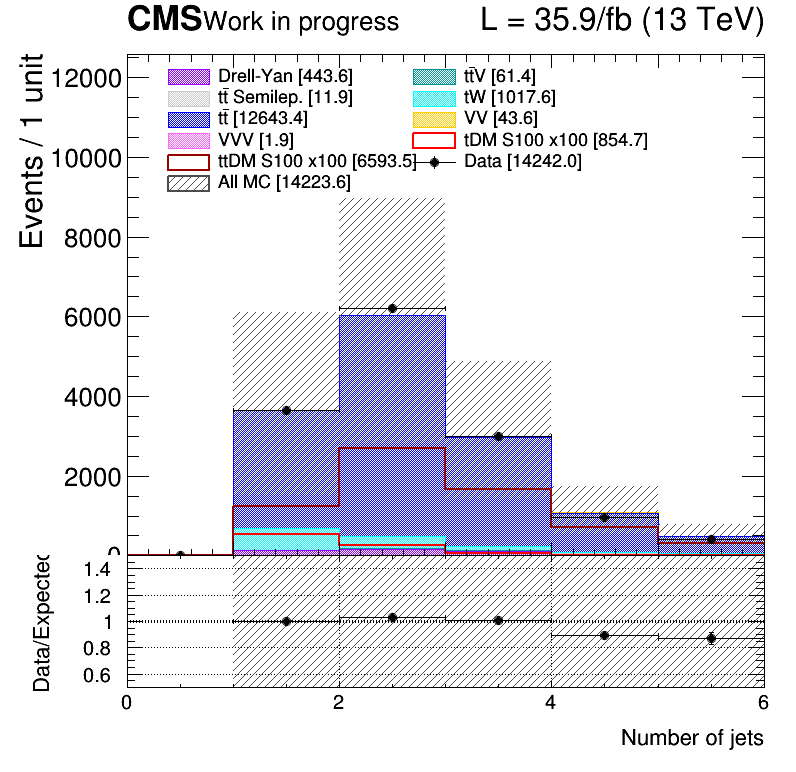 CMS Work in progress L = 35.9/fb (13 TeV)
Events / 1 unit
12000
10000
8000
6000
4000
2000
0
Drell-Yan [443.6] tt̄V [61.4]
tt̄ Semilep. [11.9] tW [1017.6]
tt̄ [12643.4] VV [43.6]
VVV [1.9] tDM S100 x100 [854.7]
ttDM S100 x100 [6593.5] Data [14242.0]
All MC [14223.6]
Data/Expected
1.4
1.2
1
0.8
0.6
0 2 4 6
Number of jets